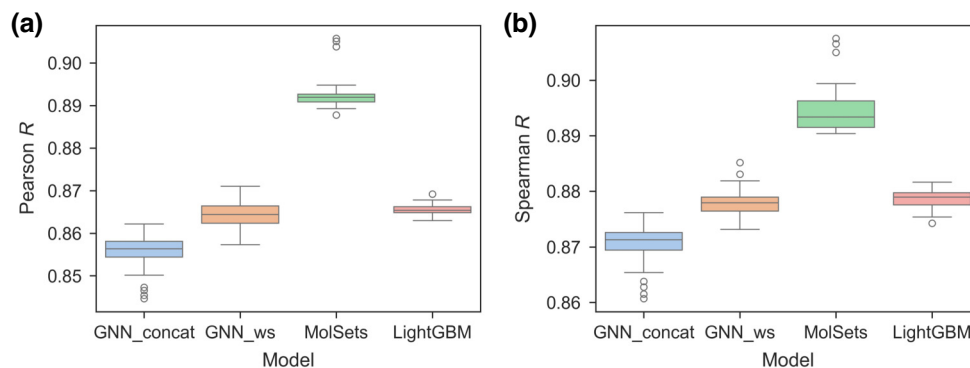 (a)
Pearson R
0.90
0.89
0.88
0.87
0.86
0.85
GNN_concat GNN_ws MolSets LightGBM
Model
(b)
Spearman R
0.90
0.89
0.88
0.87
0.86
GNN_concat GNN_ws MolSets LightGBM
Model